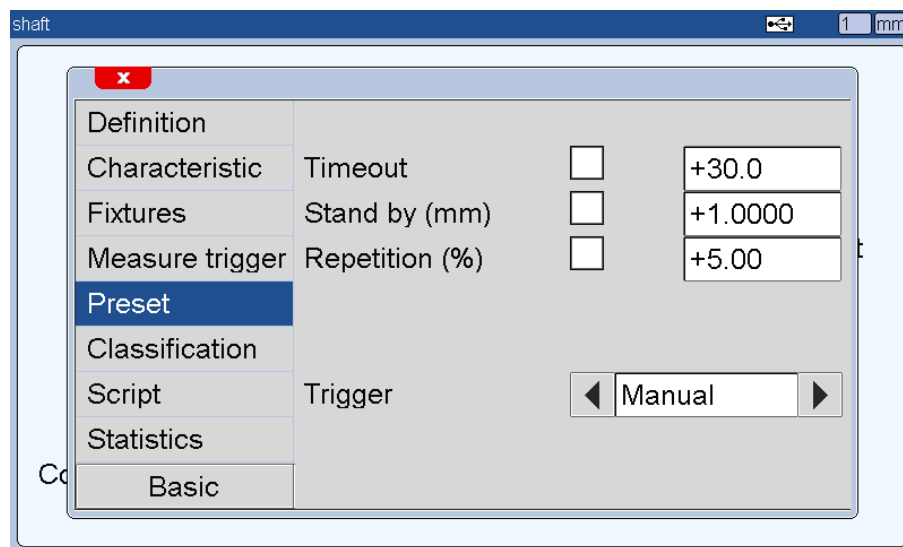 shaft 1 mm
x
Definition
Characteristic Timeout +30.0
Fixtures Stand by (mm) +1.0000
Measure trigger Repetition (%) +5.00
Preset
Classification
Script Trigger Manual
Statistics
Basic